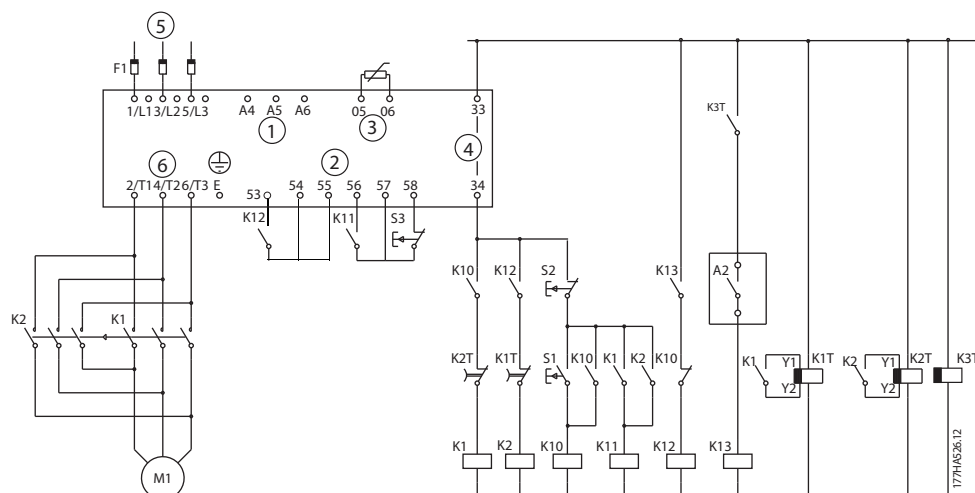 5
F1
1/L1 3/L2 5/L3 A4 A5 A6 05 06 33
1 3
K3T
6 2 4
2/T1 4/T2 6/T3 E 53 54 55 56 57 58 34
K12 K11 S3
K10 K12 S2 K13 A2
K2 K1
K2T K1T S1 K10 K1 K2 K10 K1 Y1 K1T K2 Y1 K2T K3T
Y2 Y2
K1 K2 K10 K11 K12 K13
M1
177HA526.12